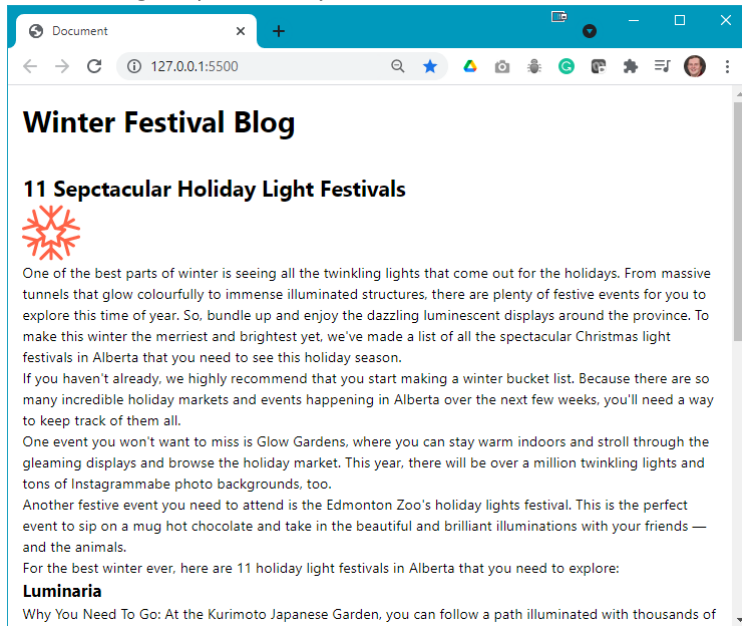 Document
127.0.0.1:5500
Winter Festival Blog
11 Sepctacular Holiday Light Festivals
One of the best parts of winter is seeing all the twinkling lights that come out for the holidays. From massive
tunnels that glow colourfully to immense illuminated structures, there are plenty of festive events for you to
explore this time of year. So, bundle up and enjoy the dazzling luminescent displays around the province. To
make this winter the merriest and brightest yet, we've made a list of all the spectacular Christmas light
festivals in Alberta that you need to see this holiday season.
If you haven't already, we highly recommend that you start making a winter bucket list. Because there are so
many incredible holiday markets and events happening in Alberta over the next few weeks, you'll need a way
to keep track of them all.
One event you won't want to miss is Glow Gardens, where you can stay warm indoors and stroll through the
gleaming displays and browse the holiday market. This year, there will be over a million twinkling lights and
tons of Instagrammabe photo backgrounds, too.
Another festive event you need to attend is the Edmonton Zoo's holiday lights festival. This is the perfect
event to sip on a mug hot chocolate and take in the beautiful and brilliant illuminations with your friends —
and the animals.
For the best winter ever, here are 11 holiday light festivals in Alberta that you need to explore:
Luminaria
Why You Need To Go: At the Kurimoto Japanese Garden, you can follow a path illuminated with thousands of